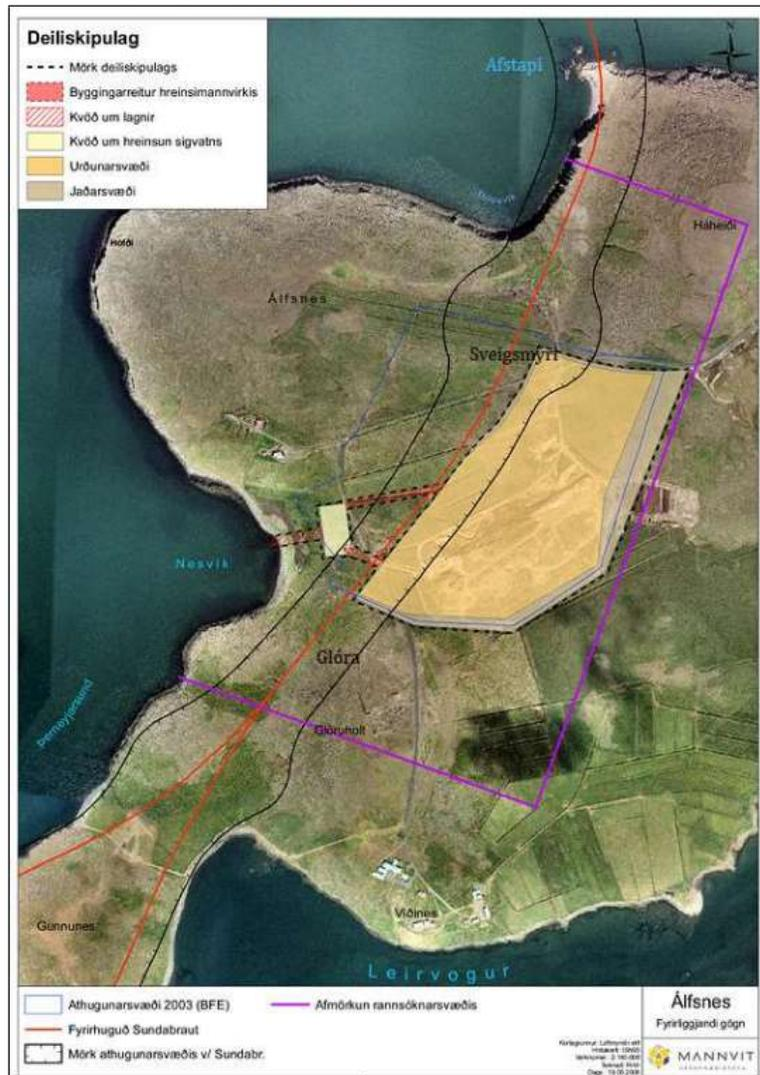 Deiliskipulag
Mörk deiliskipulags
Byggingarreitur hreinsimannvirkis
Kvöð um lagnir
Kvöð um hreinsun sigvatns
Urðunarsvæði
Jaðarsvæði
N
Afstapi
Háheiði
Höfði
Álfsnes
Sveigsmýri
Nesvík
Glóra
Þerneyjarsund
Glóruholt
Víðines
Gunnunes
Leirvogur
Athugunarsvæði 2003 (BFE)
Afmörkun rannsóknarsvæðis
Fyrirhuguð Sundabraut
Mörk athugunarsvæðis v/ Sundabr.
Álfsnes
Fyrirliggjandi gögn
MANNVIT